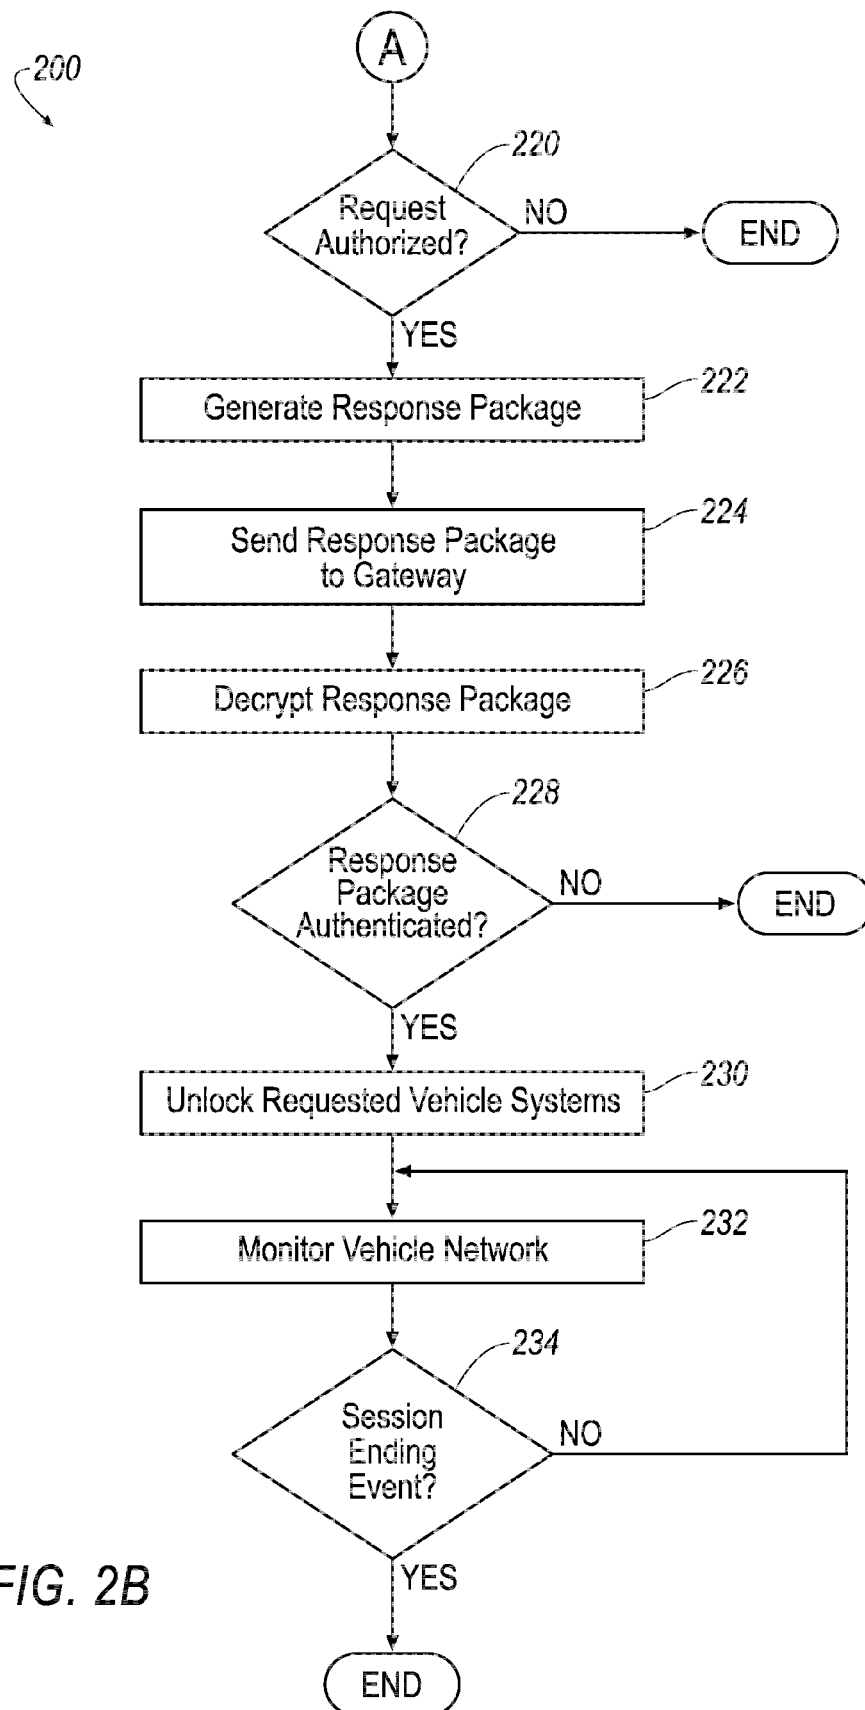 A
200
220
Request
Authorized?
NO
END
YES
222
Generate Response Package
224
Send Response Package
to Gateway
226
Decrypt Response Package
228
Response
Package
Authenticated?
NO
END
YES
230
Unlock Requested Vehicle Systems
232
Monitor Vehicle Network
234
Session
Ending
Event?
NO
YES
FIG. 2B
END